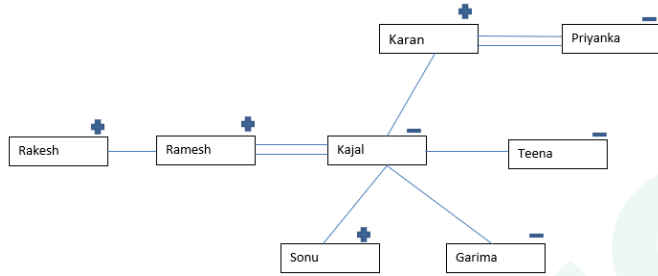 Karan
Priyanka
Rakesh
Ramesh
Kajal
Teena
Sonu
Garima